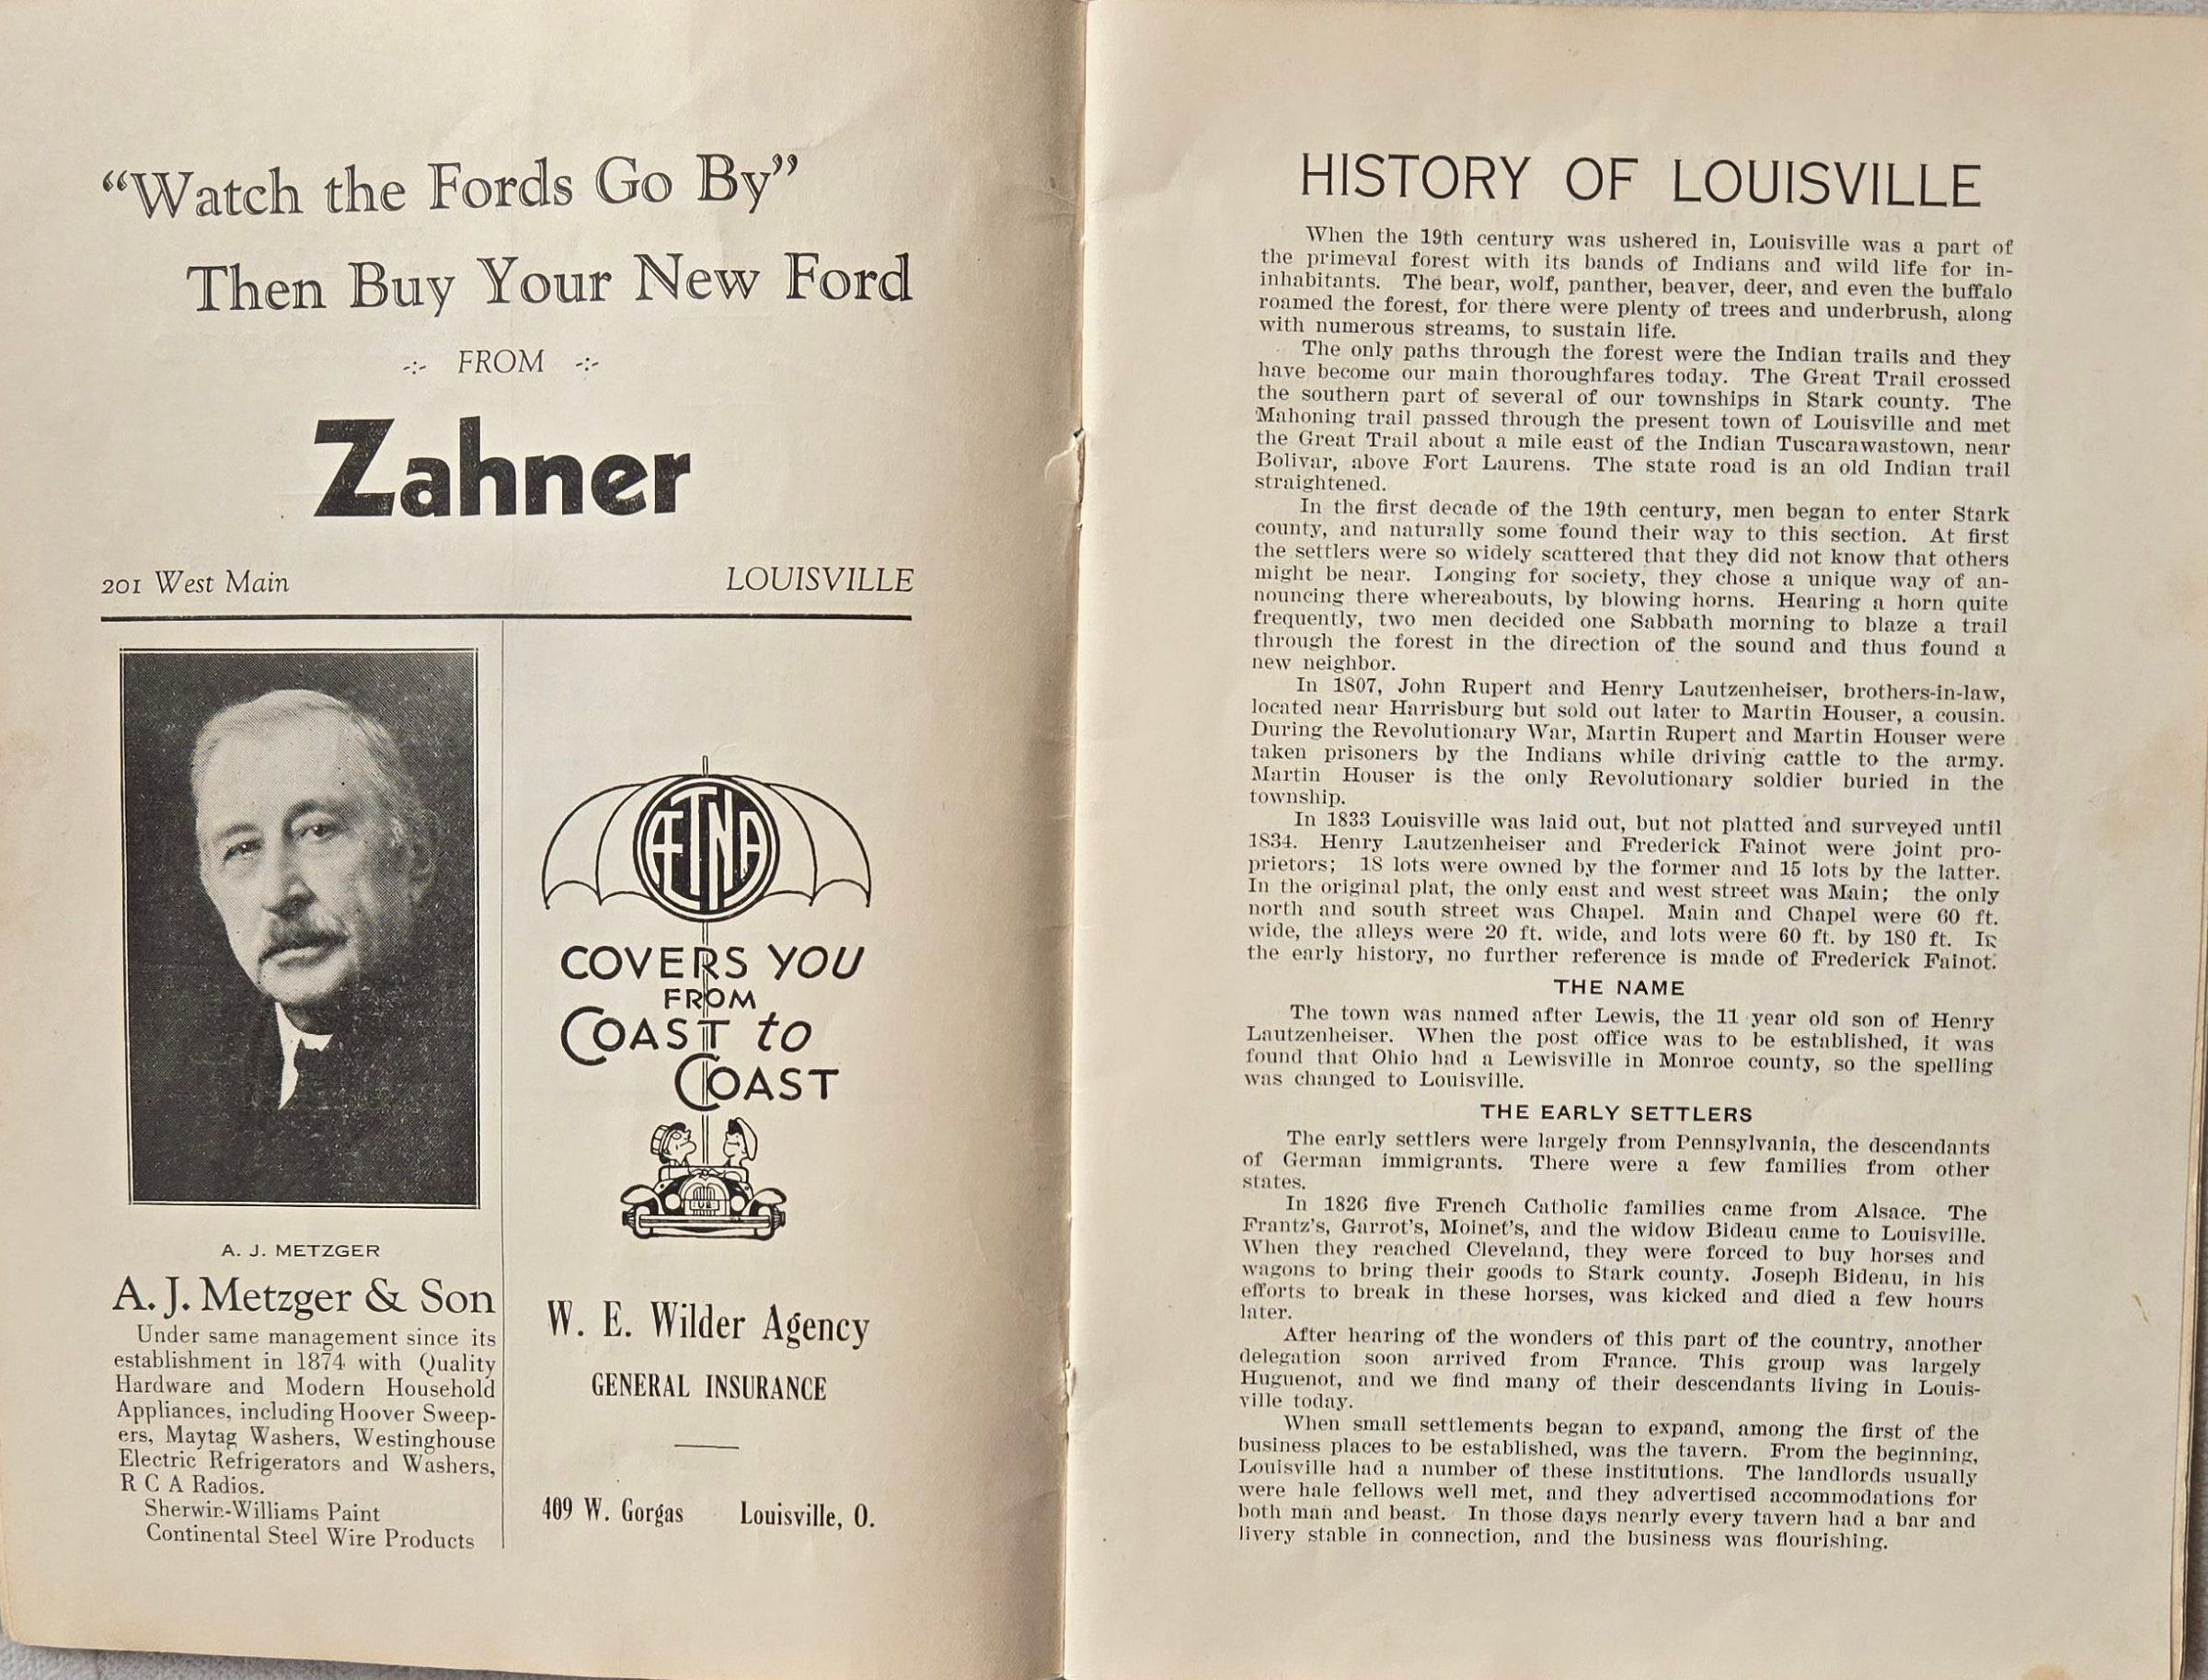 “Watch the Fords Go By”
Then Buy Your New Ford
-:- FROM -:-
Zahner
201 West Main LOUISVILLE
A. J. METZGER
A. J. Metzger & Son
Under same management since its
establishment in 1874 with Quality
Hardware and Modern Household
Appliances, including Hoover Sweep-
ers, Maytag Washers, Westinghouse
Electric Refrigerators and Washers,
R C A Radios.
Sherwin-Williams Paint
Continental Steel Wire Products
ÆTNA
COVERS YOU
FROM
COAST to
COAST
W. E. Wilder Agency
GENERAL INSURANCE
409 W. Gorgas Louisville, O.
HISTORY OF LOUISVILLE
When the 19th century was ushered in, Louisville was a part of
the primeval forest with its bands of Indians and wild life for in-
inhabitants. The bear, wolf, panther, beaver, deer, and even the buffalo
roamed the forest, for there were plenty of trees and underbrush, along
with numerous streams, to sustain life.
The only paths through the forest were the Indian trails and they
have become our main thoroughfares today. The Great Trail crossed
the southern part of several of our townships in Stark county. The
Mahoning trail passed through the present town of Louisville and met
the Great Trail about a mile east of the Indian Tuscarawastown, near
Bolivar, above Fort Laurens. The state road is an old Indian trail
straightened.
In the first decade of the 19th century, men began to enter Stark
county, and naturally some found their way to this section. At first
the settlers were so widely scattered that they did not know that others
might be near. Longing for society, they chose a unique way of an-
nouncing there whereabouts, by blowing horns. Hearing a horn quite
frequently, two men decided one Sabbath morning to blaze a trail
through the forest in the direction of the sound and thus found a
new neighbor.
In 1807, John Rupert and Henry Lautzenheiser, brothers-in-law,
located near Harrisburg but sold out later to Martin Houser, a cousin.
During the Revolutionary War, Martin Rupert and Martin Houser were
taken prisoners by the Indians while driving cattle to the army.
Martin Houser is the only Revolutionary soldier buried in the
township.
In 1833 Louisville was laid out, but not platted and surveyed until
1834. Henry Lautzenheiser and Frederick Fainot were joint pro-
prietors; 18 lots were owned by the former and 15 lots by the latter.
In the original plat, the only east and west street was Main; the only
north and south street was Chapel. Main and Chapel were 60 ft.
wide, the alleys were 20 ft. wide, and lots were 60 ft. by 180 ft. In
the early history, no further reference is made of Frederick Fainot.
THE NAME
The town was named after Lewis, the 11 year old son of Henry
Lautzenheiser. When the post office was to be established, it was
found that Ohio had a Lewisville in Monroe county, so the spelling
was changed to Louisville.
THE EARLY SETTLERS
The early settlers were largely from Pennsylvania, the descendants
of German immigrants. There were a few families from other
states.
In 1826 five French Catholic families came from Alsace. The
Frantz's, Garrot's, Moinet's, and the widow Bideau came to Louisville.
When they reached Cleveland, they were forced to buy horses and
wagons to bring their goods to Stark county. Joseph Bideau, in his
efforts to break in these horses, was kicked and died a few hours
later.
After hearing of the wonders of this part of the country, another
delegation soon arrived from France. This group was largely
Huguenot, and we find many of their descendants living in Louis-
ville today.
When small settlements began to expand, among the first of the
business places to be established, was the tavern. From the beginning,
Louisville had a number of these institutions. The landlords usually
were hale fellows well met, and they advertised accommodations for
both man and beast. In those days nearly every tavern had a bar and
livery stable in connection, and the business was flourishing.